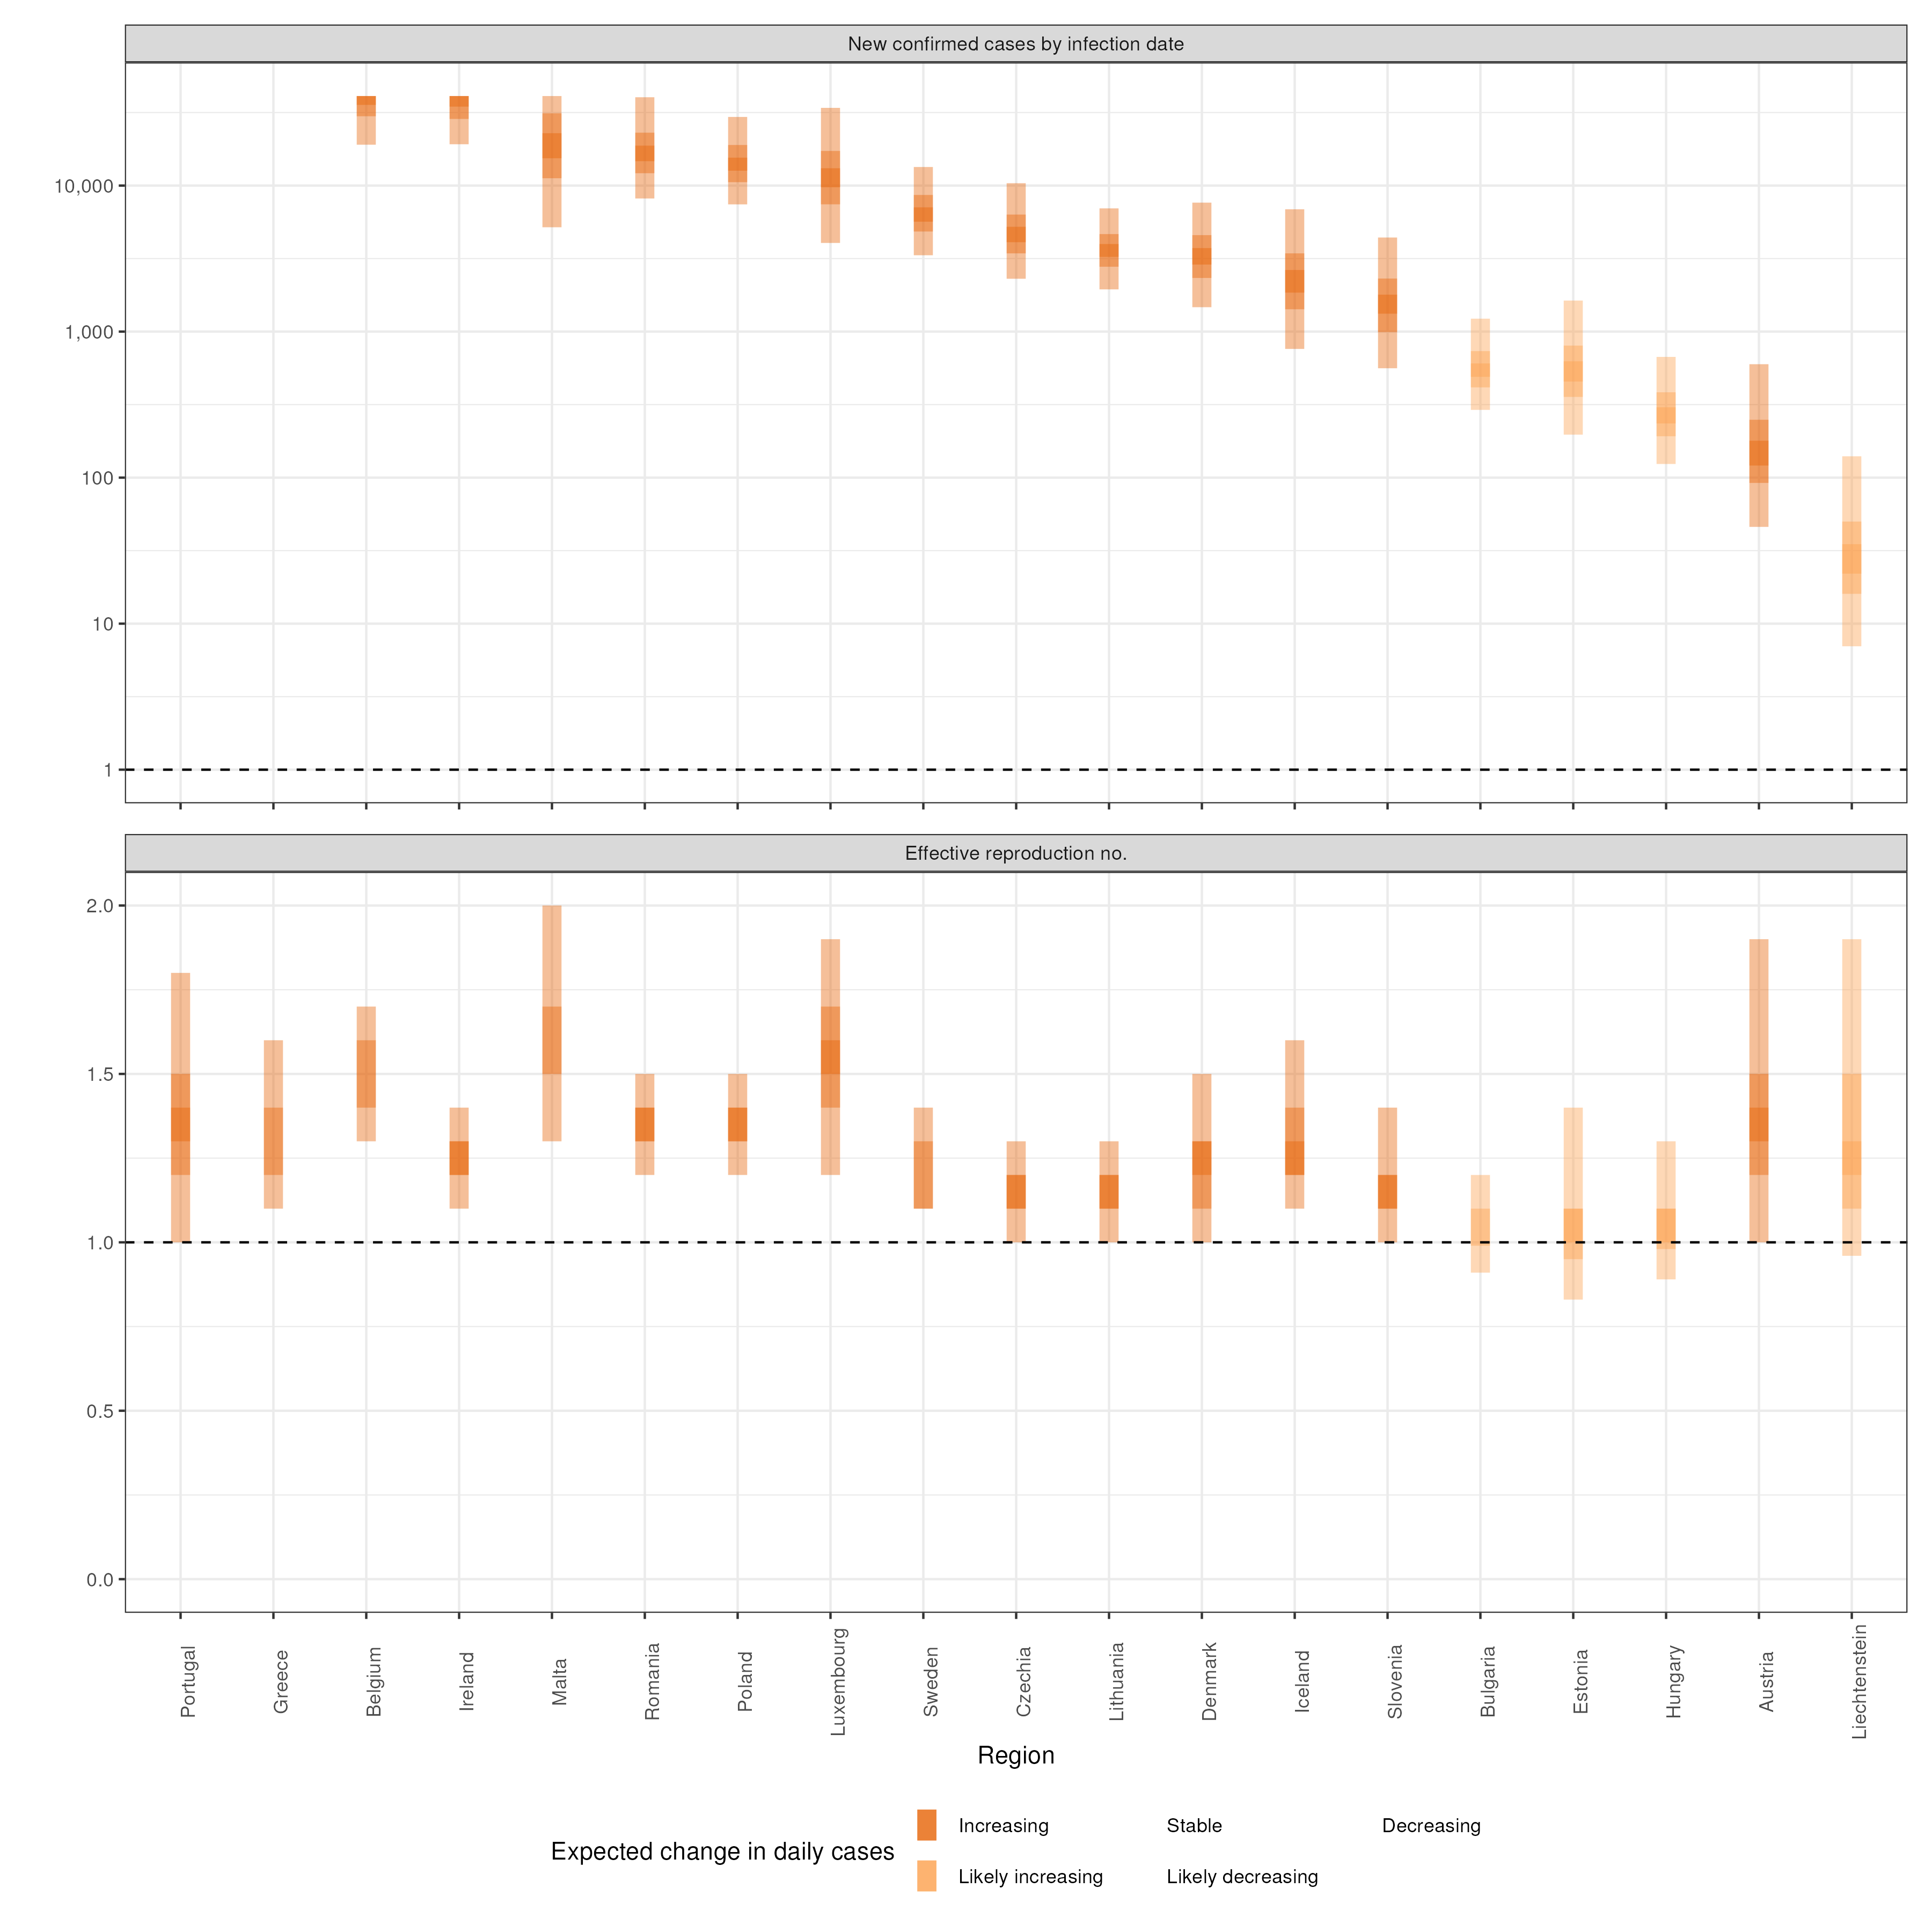 New confirmed cases by infection date
10,000
1,000
100
10
1
Effective reproduction no.
2.0
1.5
1.0
0.5
0.0
Portugal
Greece
Belgium
Ireland
Malta
Romania
Poland
Luxembourg
Sweden
Czechia
Lithuania
Denmark
Iceland
Slovenia
Bulgaria
Estonia
Hungary
Austria
Liechtenstein
Region
Expected change in daily cases
Increasing
Stable
Decreasing
Likely increasing
Likely decreasing